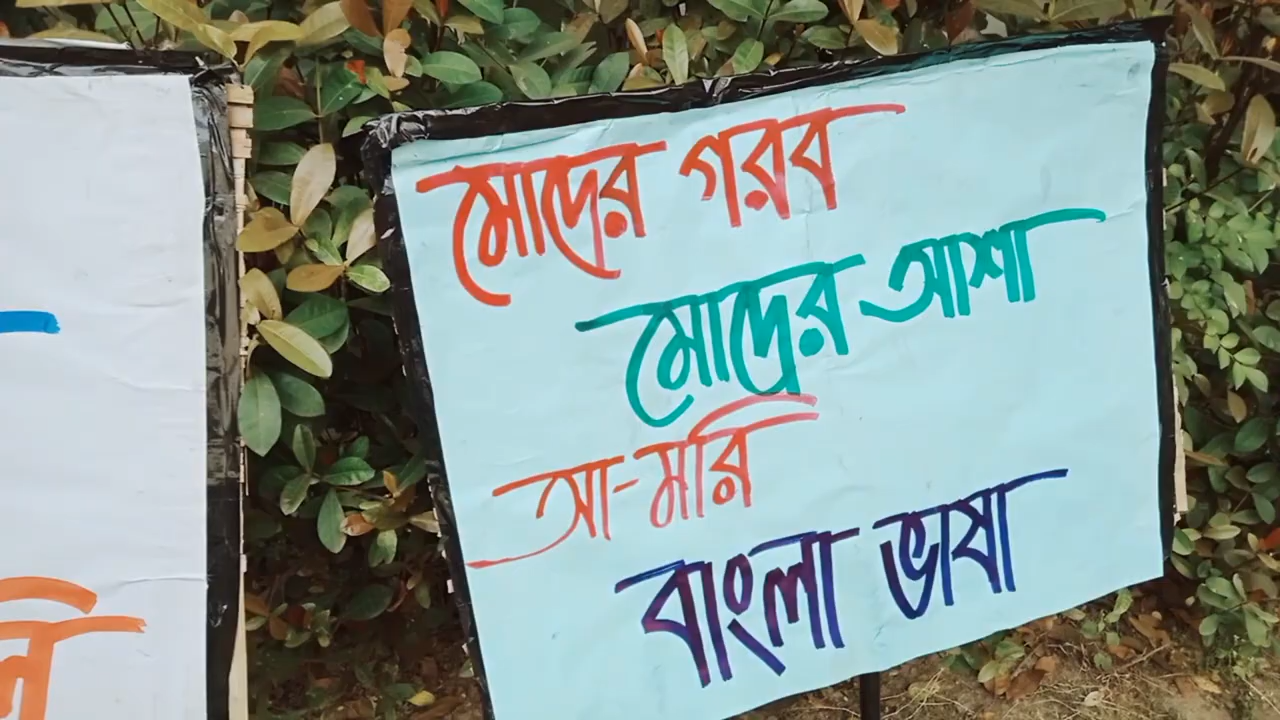 মোদের গরব
মোদের আশা
আ-মরি
বাংলা ভাষা